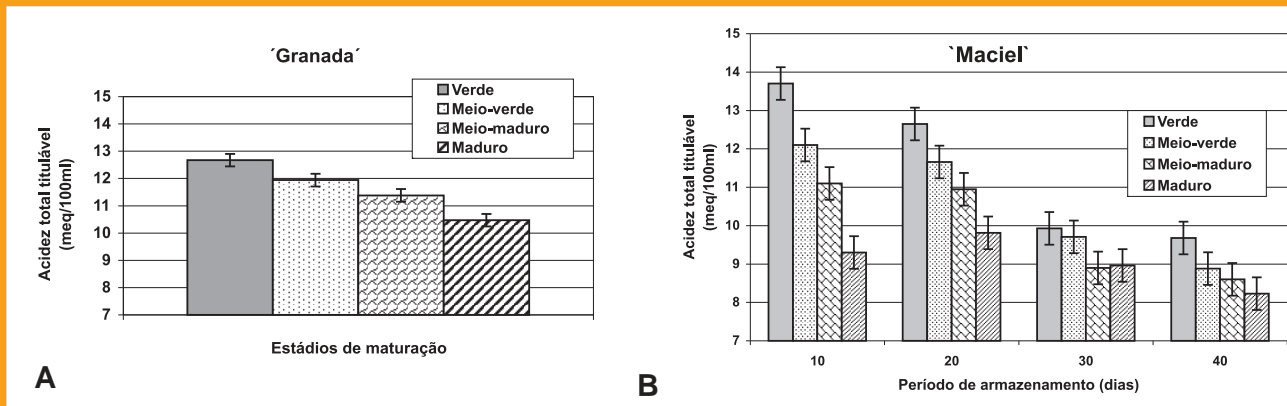 ´Granada´
Verde
Meio-verde
Meio-maduro
Maduro
15
14
13
12
11
10
9
8
7
Acidez total titulável
(meq/100ml)
Estádios de maturação
A
`Maciel`
Verde
Meio-verde
Meio-maduro
Maduro
15
14
13
12
11
10
9
8
7
Acidez total titulável
(meq/100ml)
10 20 30 40
Período de armazenamento (dias)
B